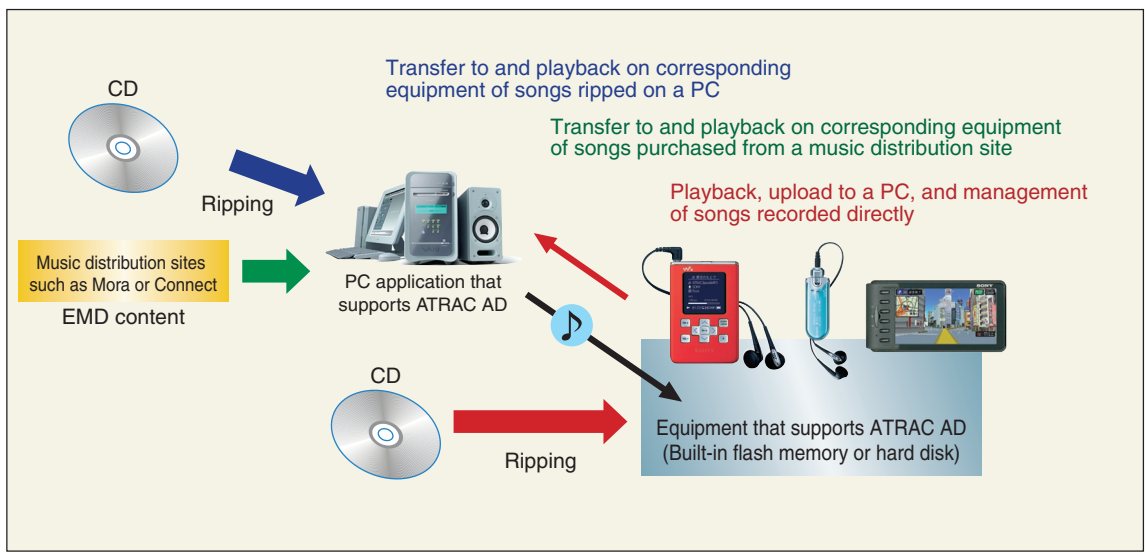 Transfer to and playback on corresponding
equipment of songs ripped on a PC
CD
Transfer to and playback on corresponding equipment
of songs purchased from a music distribution site
Ripping
Playback, upload to a PC, and management
of songs recorded directly
Music distribution sites
such as Mora or Connect
EMD content
PC application that
supports ATRAC AD
SONY
CD
Ripping
Equipment that supports ATRAC AD
(Built-in flash memory or hard disk)